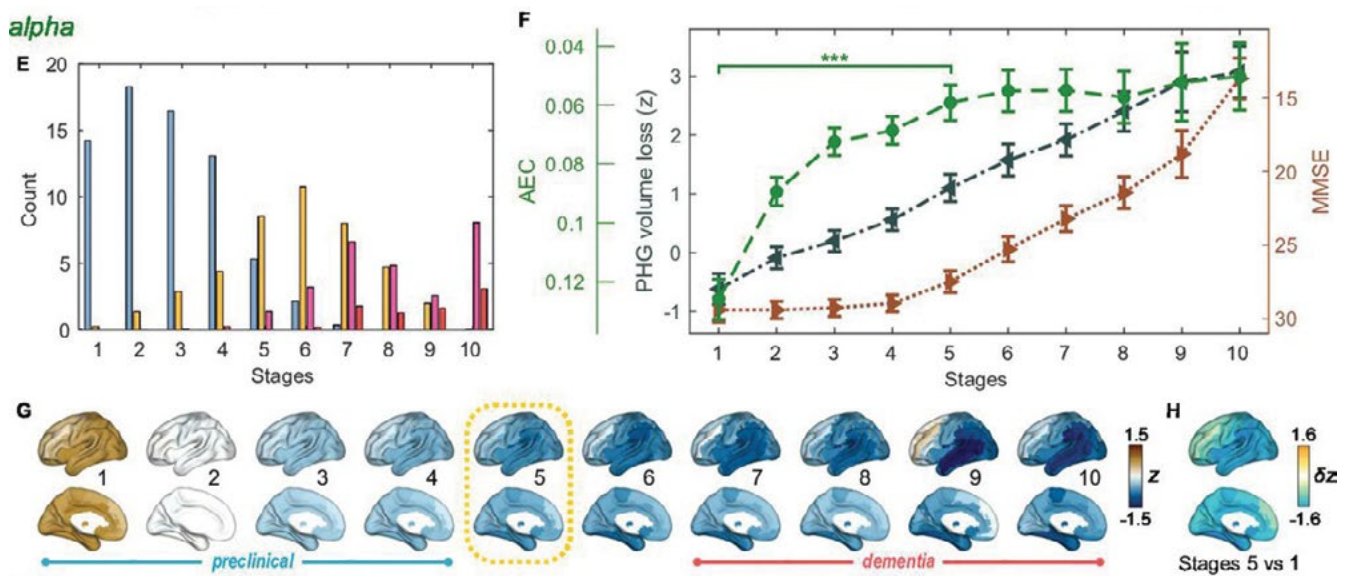 alpha
E
20
15
10
5
0
Count
1 2 3 4 5 6 7 8 9 10
Stages
F
0.04
0.06
0.08
0.1
0.12
AEC
3
2
1
0
-1
PHG volume loss (z)
***
15
20
25
30
MMSE
1 2 3 4 5 6 7 8 9 10
Stages
G
1 2 3 4 5 6 7 8 9 10
preclinical
dementia
1.5
z
-1.5
H
1.6
δz
-1.6
Stages 5 vs 1